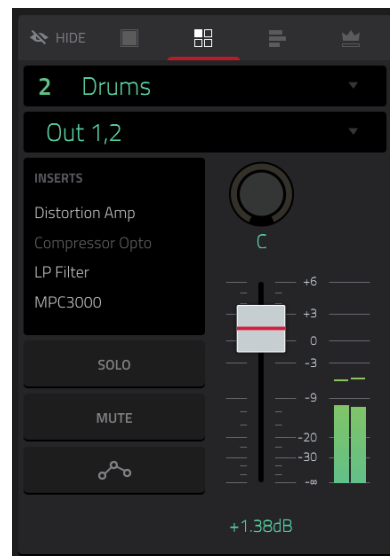 HIDE
2 Drums
Out 1,2
INSERTS
Distortion Amp
Compressor Opto
LP Filter
MPC3000
C
SOLO
MUTE
+6
+3
0
-3
-9
-20
-30
-∞
+1.38dB